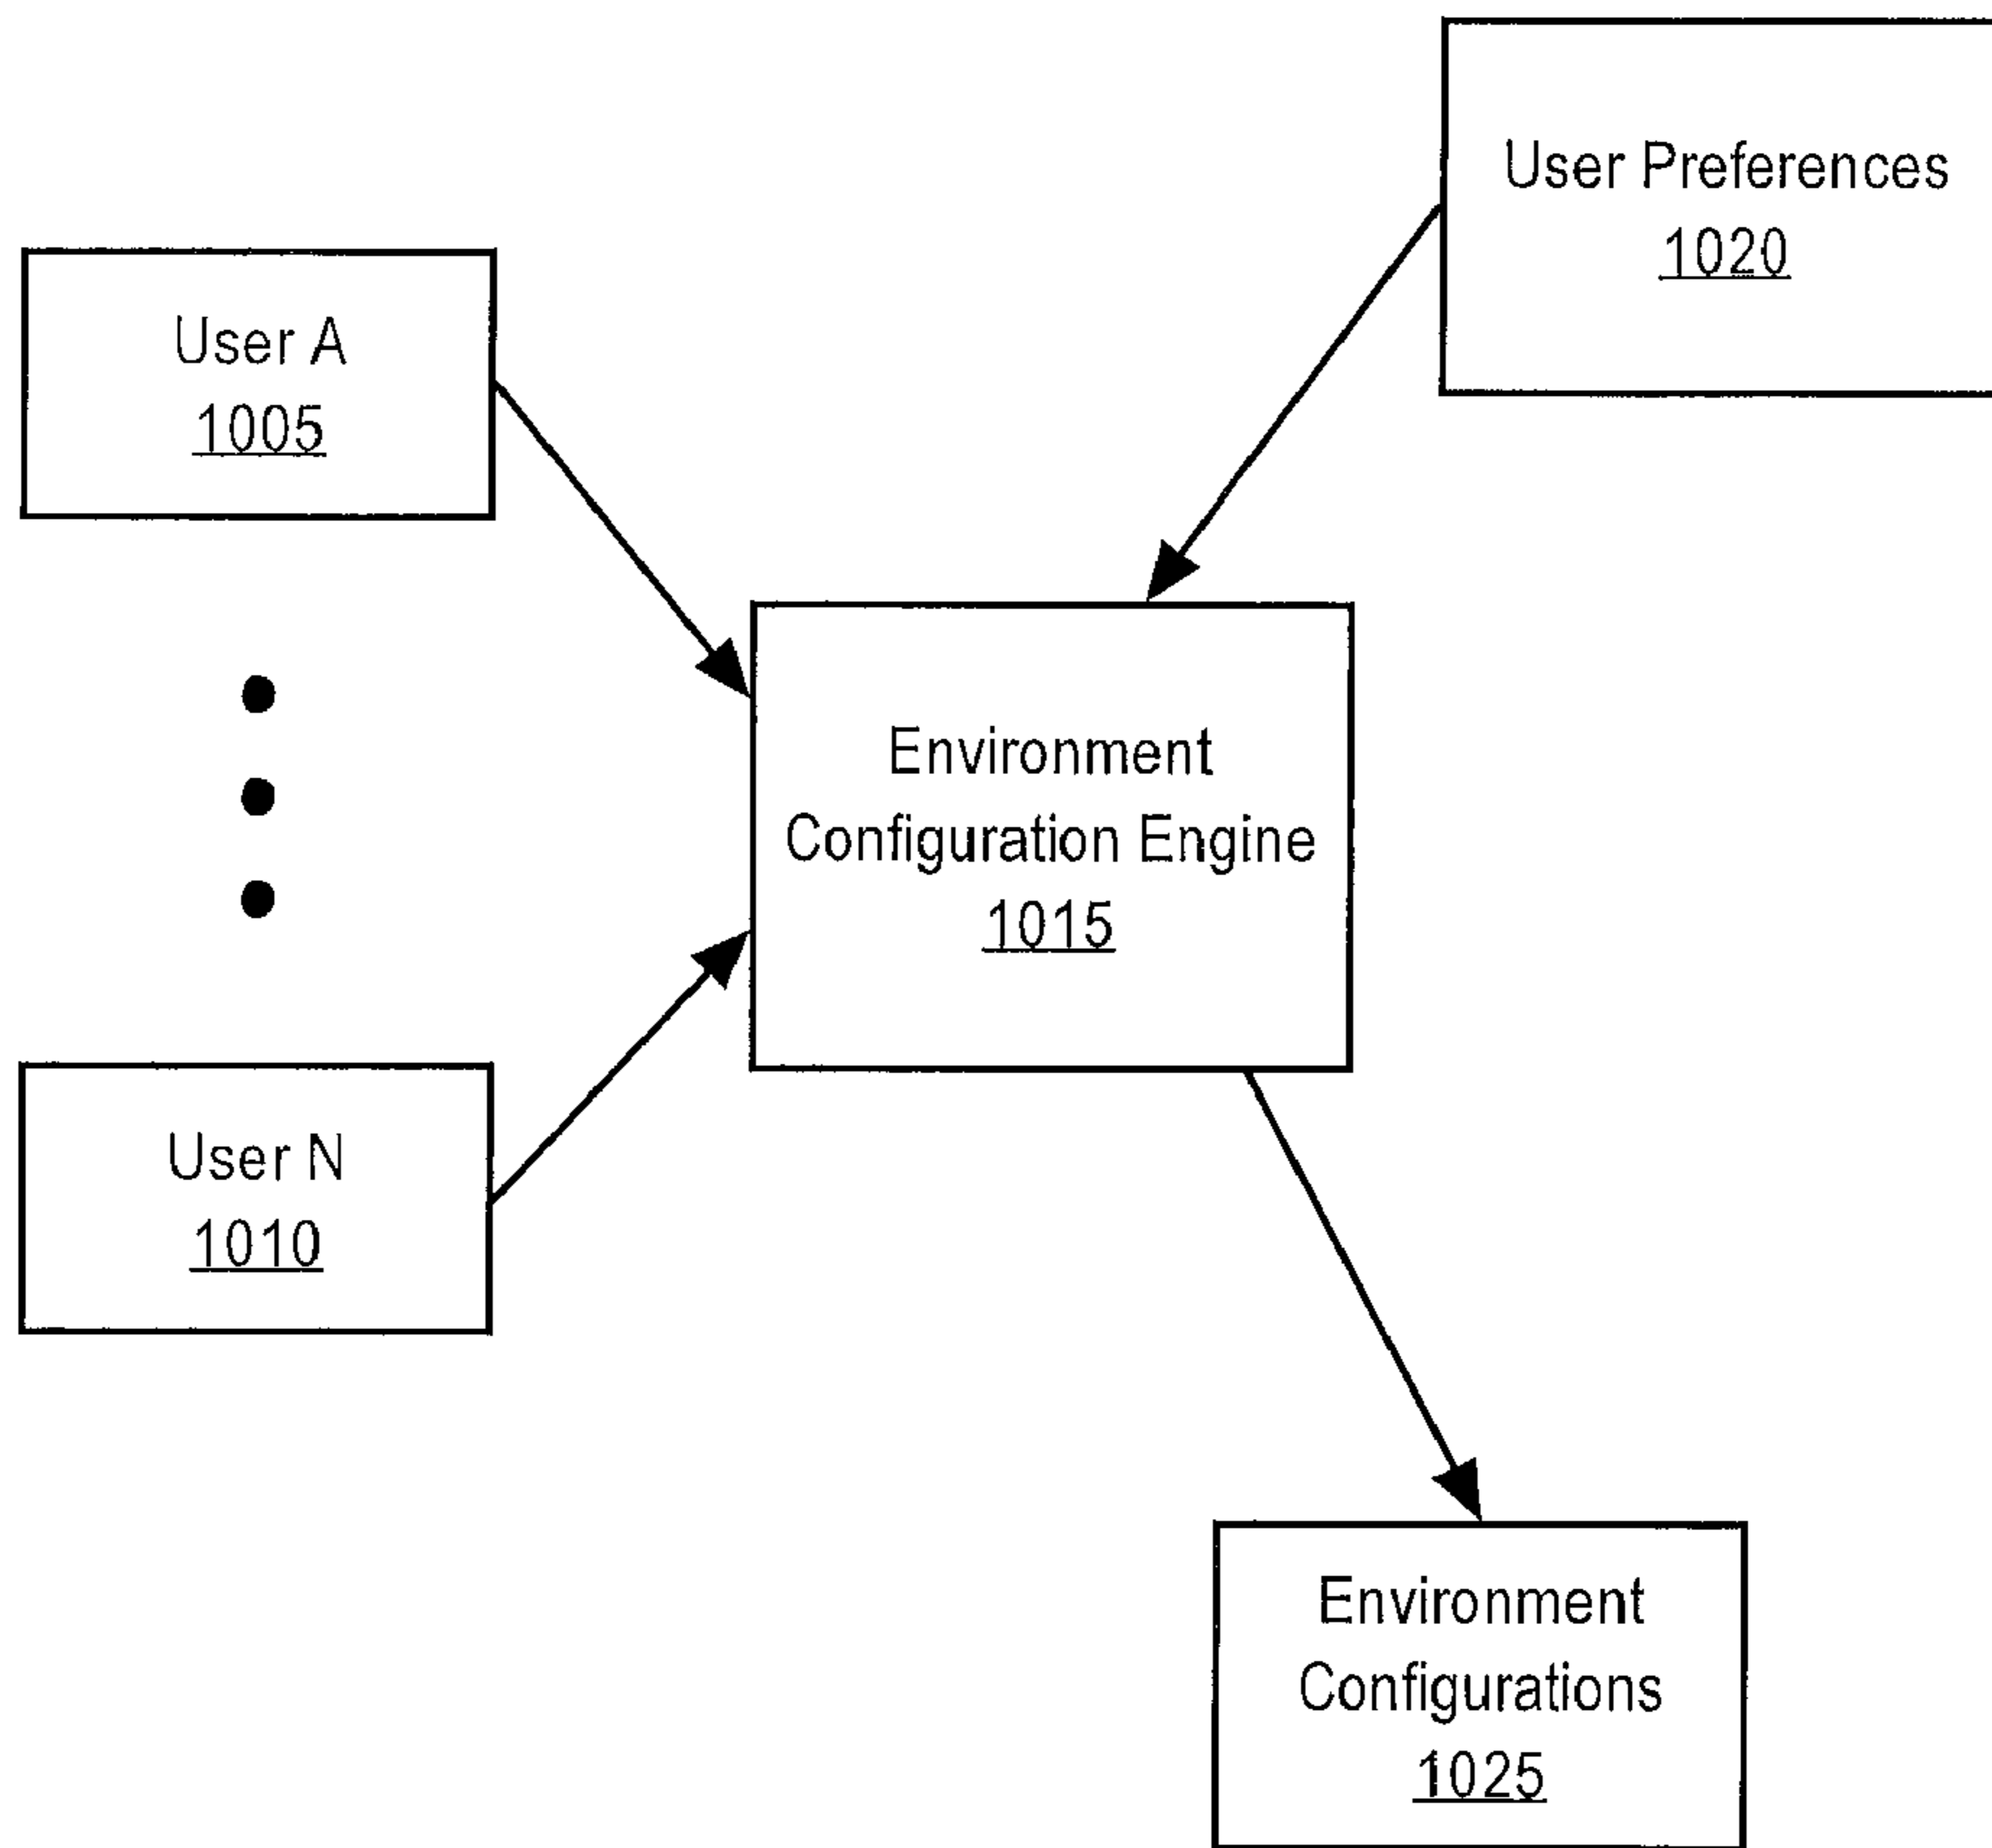 User Preferences
1020
User A
1005
Environment
Configuration Engine
1015
User N
1010
Environment
Configurations
1025